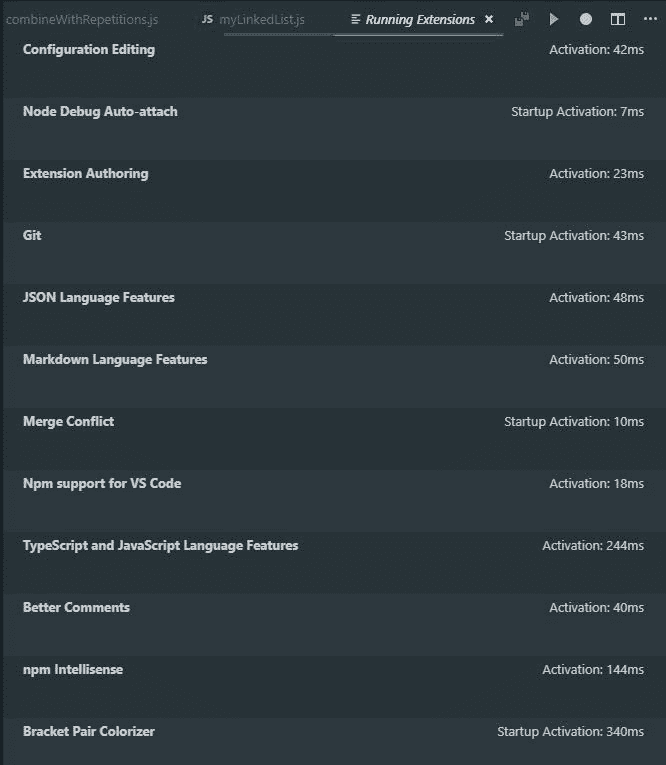 combineWithRepetitions.js JS myLinkedList.js Running Extensions
Configuration Editing Activation: 42ms
Node Debug Auto-attach Startup Activation: 7ms
Extension Authoring Activation: 23ms
Git Startup Activation: 43ms
JSON Language Features Activation: 48ms
Markdown Language Features Activation: 50ms
Merge Conflict Startup Activation: 10ms
Npm support for VS Code Activation: 18ms
TypeScript and JavaScript Language Features Activation: 244ms
Better Comments Activation: 40ms
npm Intellisense Activation: 144ms
Bracket Pair Colorizer Startup Activation: 340ms